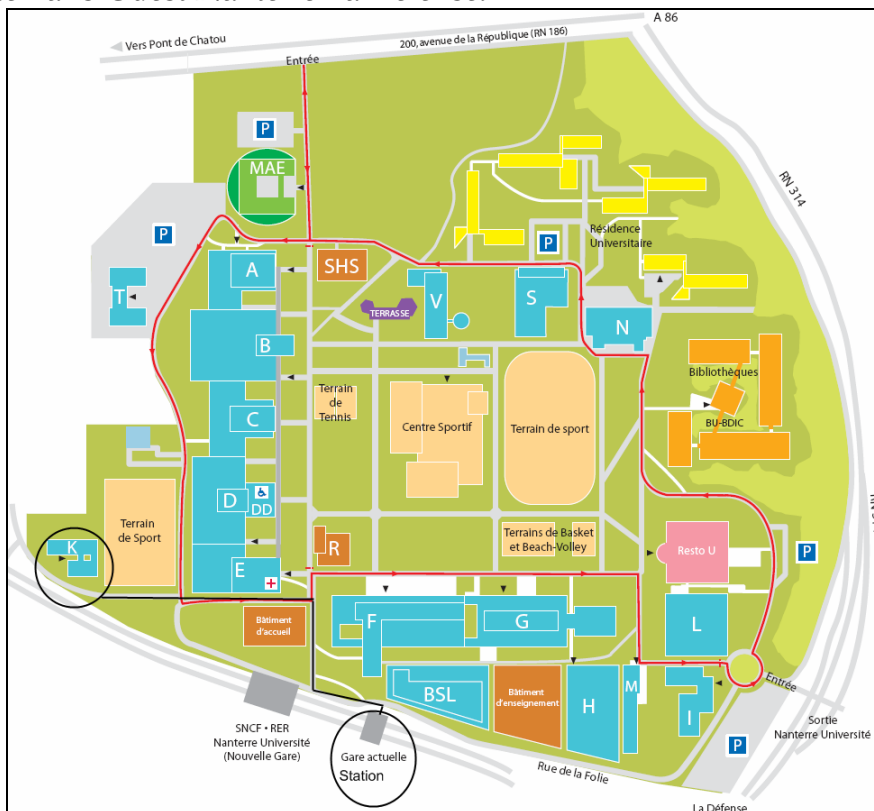 A 86
Vers Pont de Chatou
200, avenue de la République (RN 186)
Entrée
P
MAE
RN 314
P
Résidence
Universitaire
P
A
SHS
T
V
S
TERRASSE
N
B
Bibliothèques
Terrain
de
Tennis
Centre Sportif
Terrain de sport
BU-BDIC
C
D
DD
Terrain
de Sport
R
Terrains de Basket
et Beach-Volley
Resto U
P
K
E
F
G
L
Bâtiment
d'accueil
BSL
Bâtiment
d'enseignement
H
M
I
Entrée
Sortie
Nanterre Université
P
SNCF • RER
Nanterre Université
(Nouvelle Gare)
Gare actuelle
Station
Rue de la Folie
La Défense